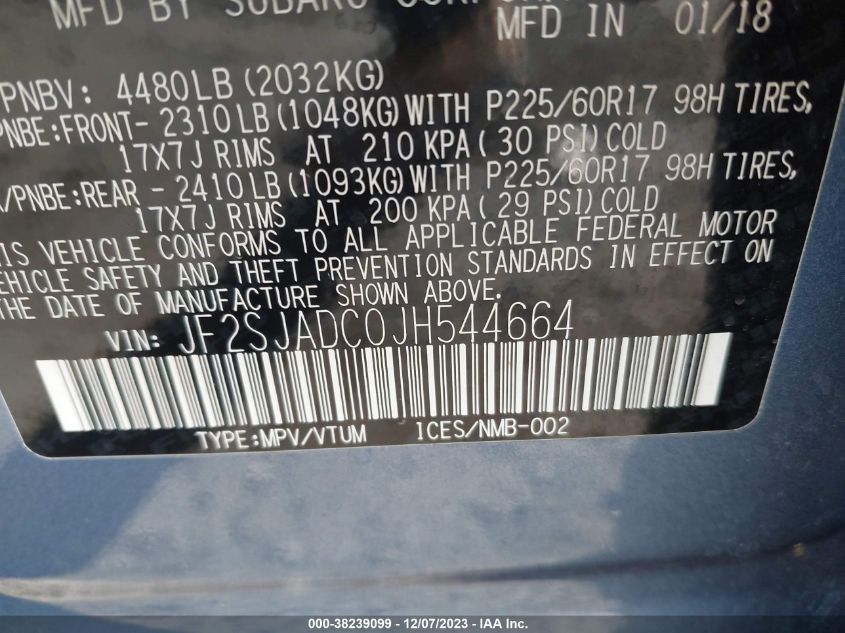 MFD BY SUBARU
MFD IN 01/18
PNBV: 4480LB (2032KG)
PNBE:FRONT- 2310LB (1048KG) WITH P225/60R17 98H TIRES,
17X7J RIMS AT 210 KPA( 30 PSI) COLD
/PNBE:REAR - 2410LB (1093KG) WITH P225/60R17 98H TIRES,
17X7J RIMS AT 200 KPA( 29 PSI) COLD
IS VEHICLE CONFORMS TO ALL APPLICABLE FEDERAL MOTOR
EHICLE SAFETY AND THEFT PREVENTION STANDARDS IN EFFECT ON
THE DATE OF MANUFACTURE SHOWN ABOVE.
VIN: JF2SJADC0JH544664
TYPE:MPV/VTUM ICES/NMB-002
000-38239099 - 12/07/2023 - IAA Inc.